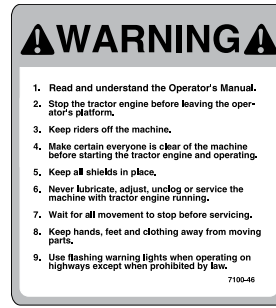 WARNING
1. Read and understand the Operator's Manual.
2. Stop the tractor engine before leaving the oper-
ator's platform.
3. Keep riders off the machine.
4. Make certain everyone is clear of the machine
before starting the tractor engine and operating.
5. Keep all shields in place.
6. Never lubricate, adjust, unclog or service the
machine with tractor engine running.
7. Wait for all movement to stop before servicing.
8. Keep hands, feet and clothing away from moving
parts.
9. Use flashing warning lights when operating on
highways except when prohibited by law.
7100-46